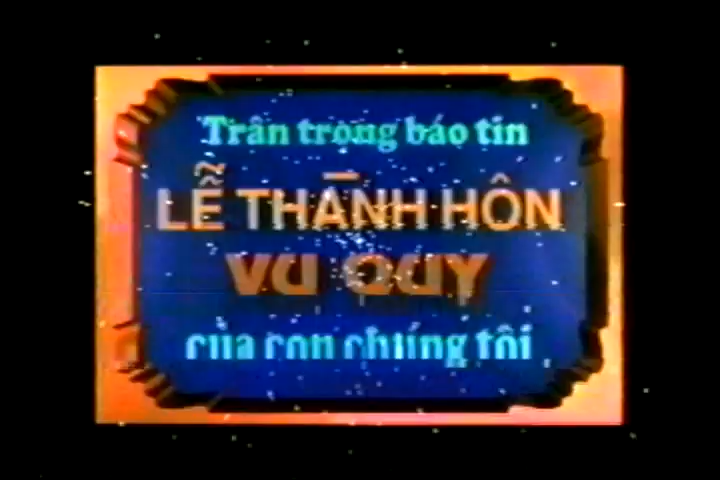 Trân trọng báo tin
LỄ THÀNH HÔN
VU QUY
của con chúng tôi